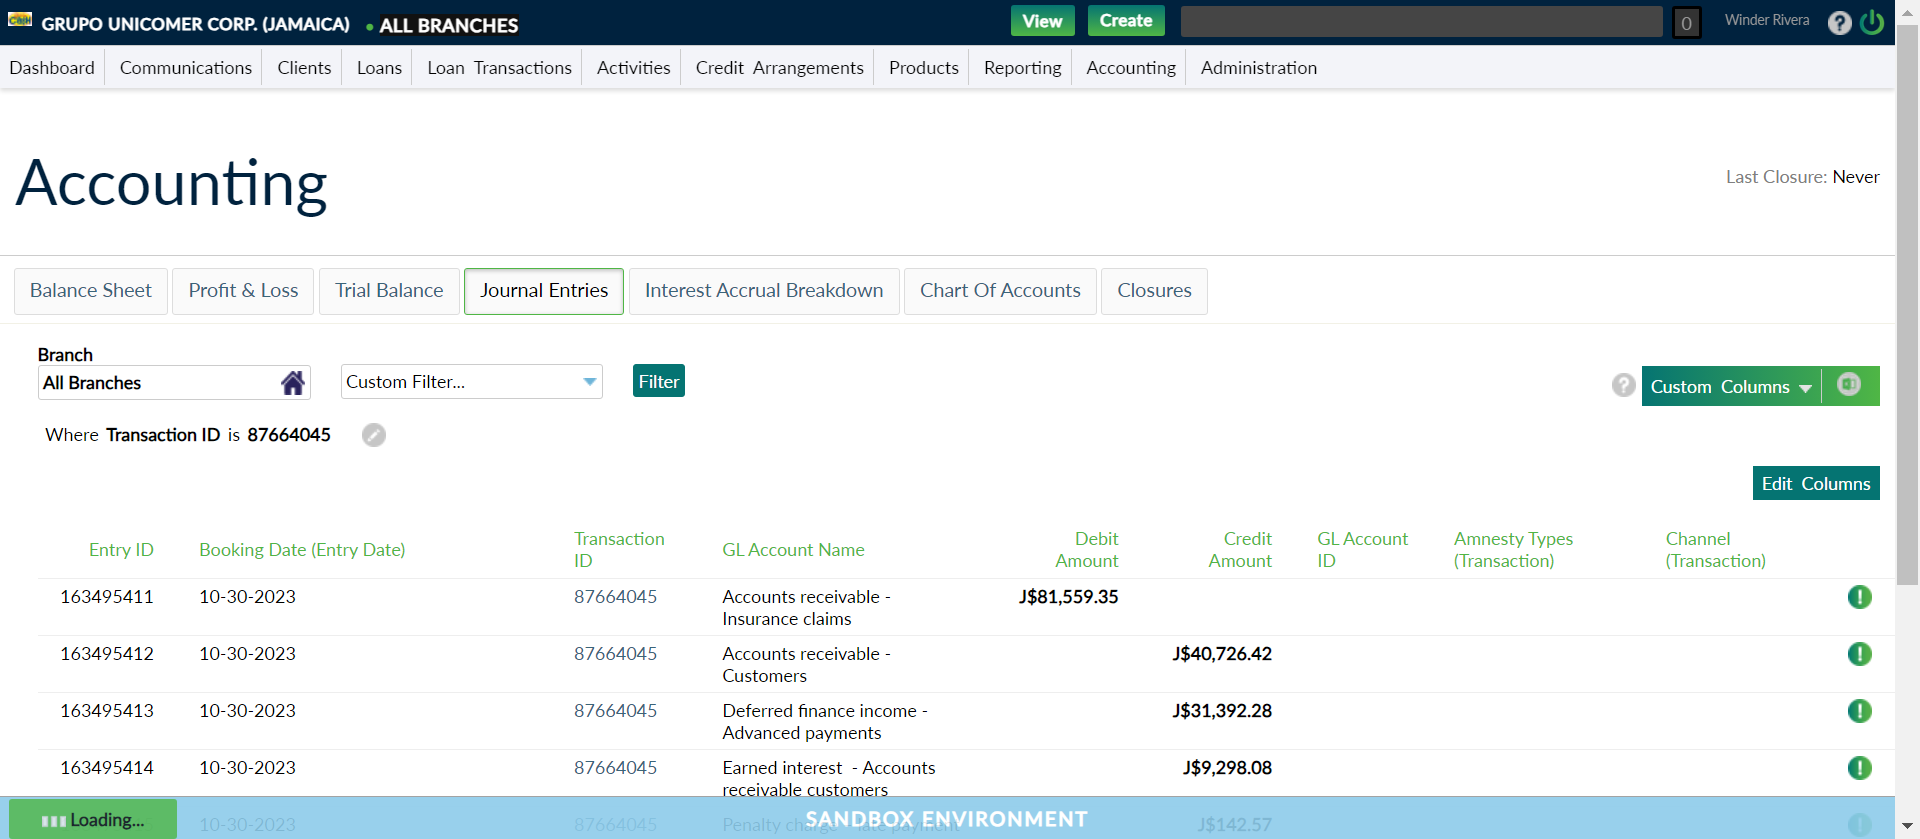 Cash GRUPO UNICOMER CORP. (JAMAICA) ALL BRANCHES View Create 0 Winder Rivera ?
Dashboard Communications Clients Loans Loan Transactions Activities Credit Arrangements Products Reporting Accounting Administration
Accounting
Last Closure: Never
Balance Sheet Profit & Loss Trial Balance Journal Entries Interest Accrual Breakdown Chart Of Accounts Closures
Branch
All Branches Custom Filter... Filter ? Custom Columns
Where Transaction ID is 87664045
Edit Columns
Entry ID Booking Date (Entry Date) Transaction ID GL Account Name Debit Amount Credit Amount GL Account ID Amnesty Types (Transaction) Channel (Transaction)
163495411 10-30-2023 87664045 Accounts receivable - J$81,559.35 !
Insurance claims
163495412 10-30-2023 87664045 Accounts receivable - J$40,726.42 !
Customers
163495413 10-30-2023 87664045 Deferred finance income - J$31,392.28 !
Advanced payments
163495414 10-30-2023 87664045 Earned interest - Accounts J$9,298.08 !
receivable customers
Loading... 10-30-2023 87664045 Penalty charge - late payment J$142.57 !
SANDBOX ENVIRONMENT